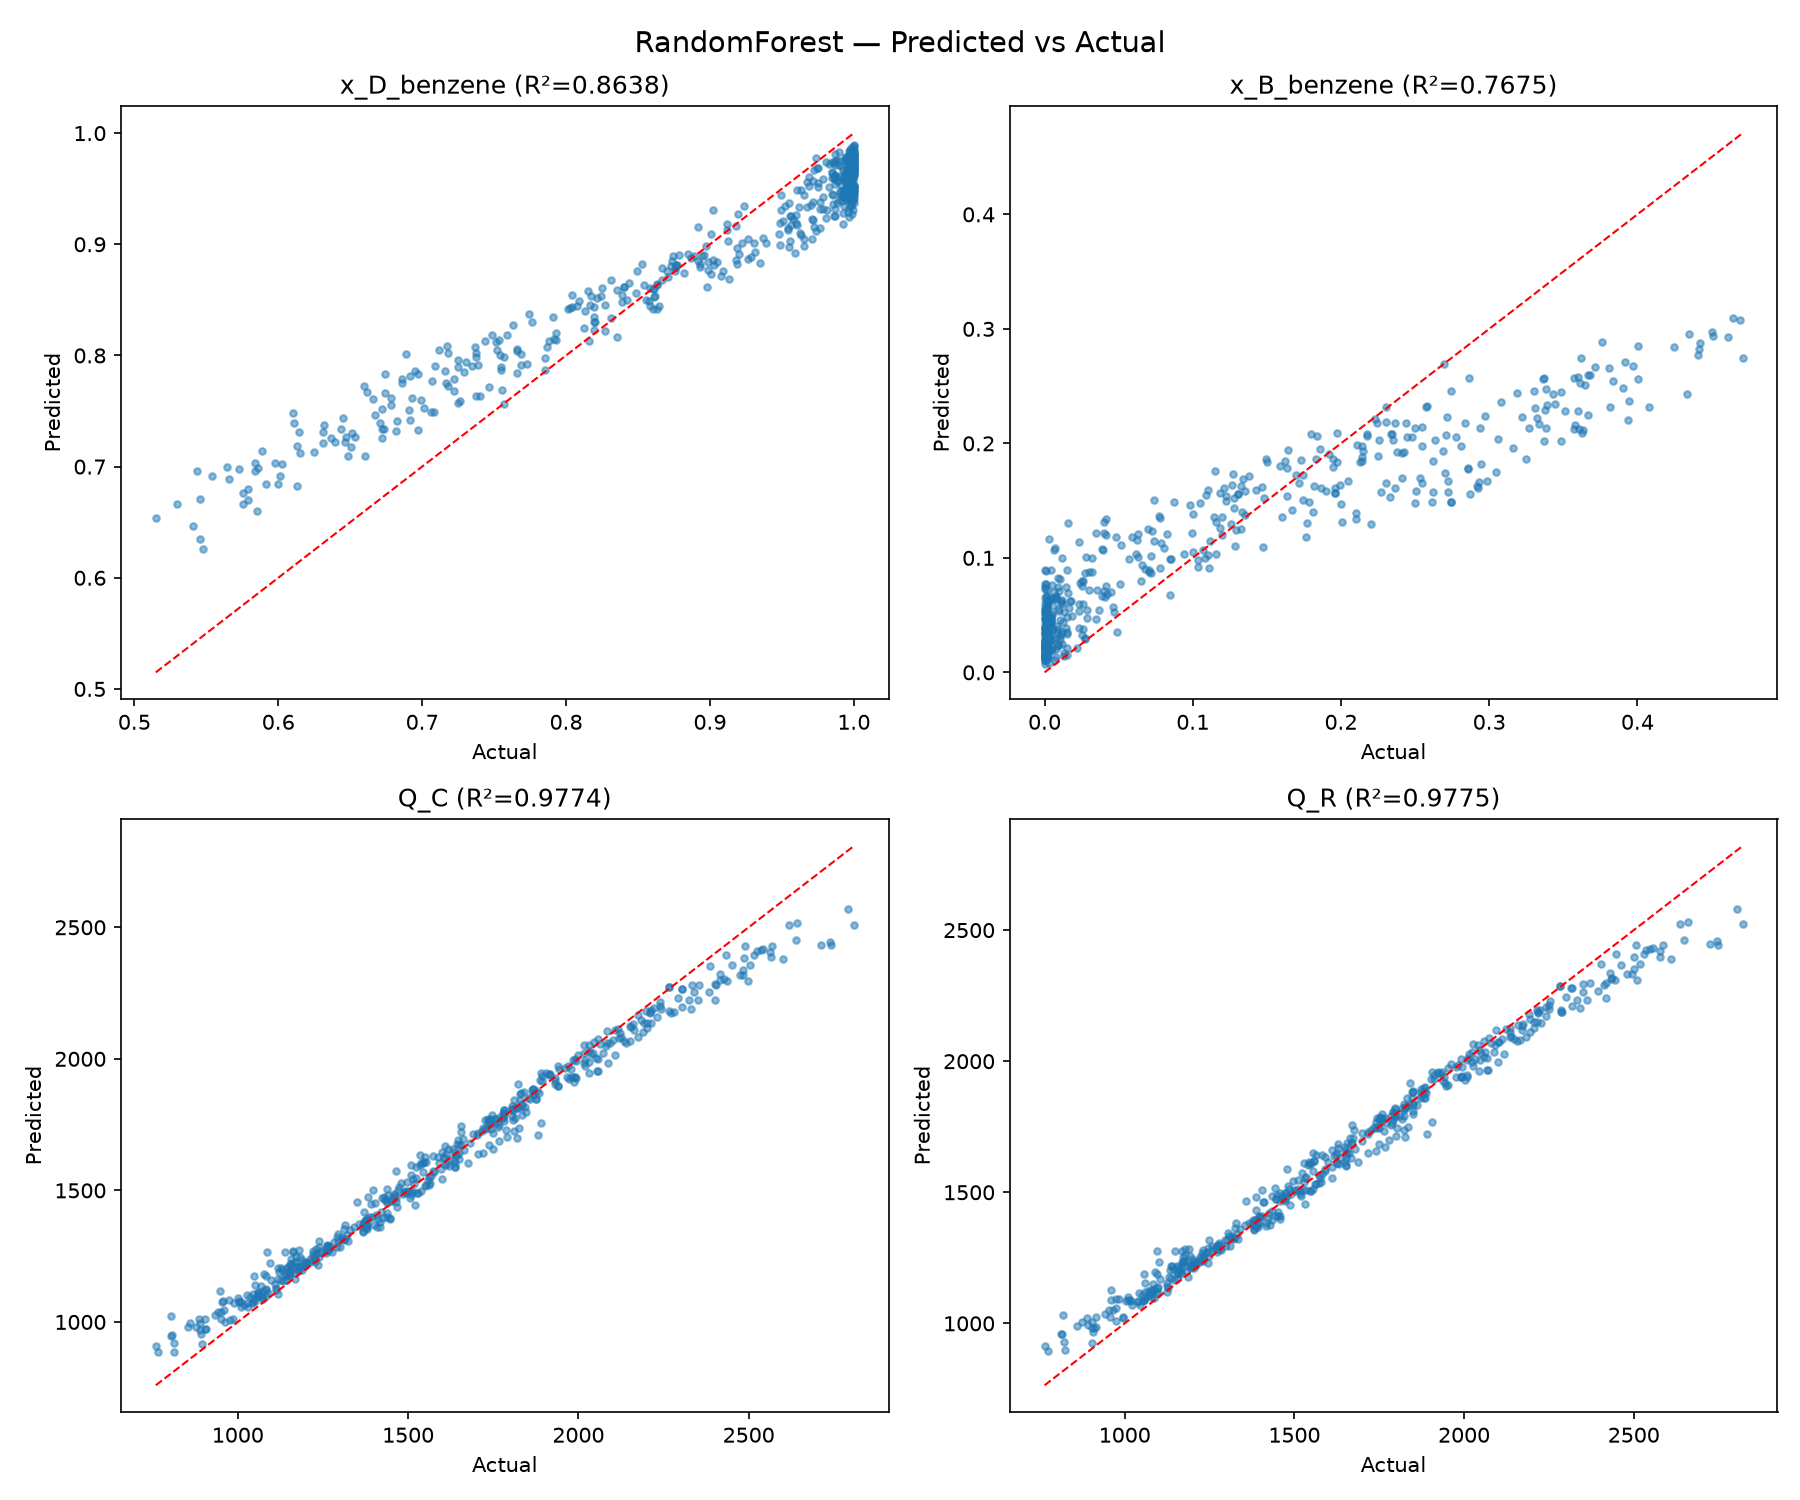 RandomForest — Predicted vs Actual
x_D_benzene (R²=0.8638)
1.0
0.9
0.8
0.7
0.6
0.5
Predicted
0.5 0.6 0.7 0.8 0.9 1.0
Actual
x_B_benzene (R²=0.7675)
0.4
0.3
0.2
0.1
0.0
Predicted
0.0 0.1 0.2 0.3 0.4
Actual
Q_C (R²=0.9774)
2500
2000
1500
1000
Predicted
1000 1500 2000 2500
Actual
Q_R (R²=0.9775)
2500
2000
1500
1000
Predicted
1000 1500 2000 2500
Actual